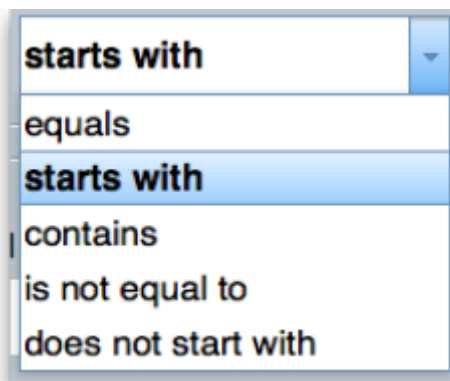 starts with
equals
starts with
contains
is not equal to
does not start with